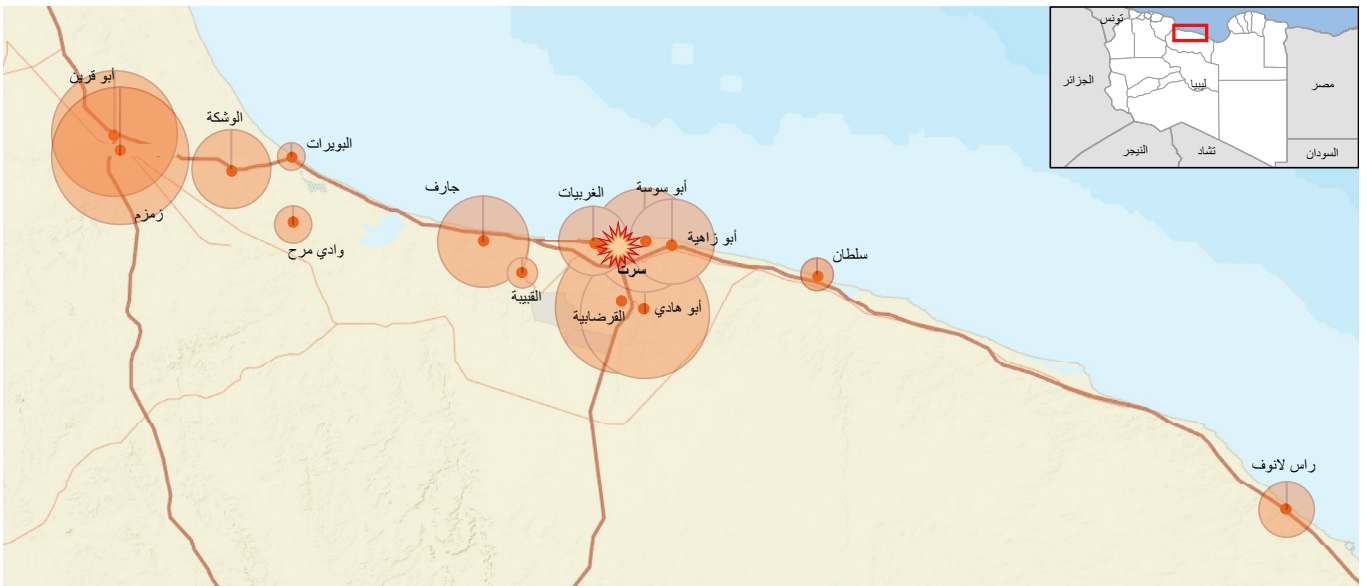 أبو قرين
الوشكة
البويرات
زمزم
وادي مرح
جارف
الغربيات
أبو سوسة
أبو زاهية
سلطان
سرت
القبيبة
القرضابية
أبو هادي
راس لانوف
تونس
الجزائر
ليبيا
مصر
النيجر
تشاد
السودان